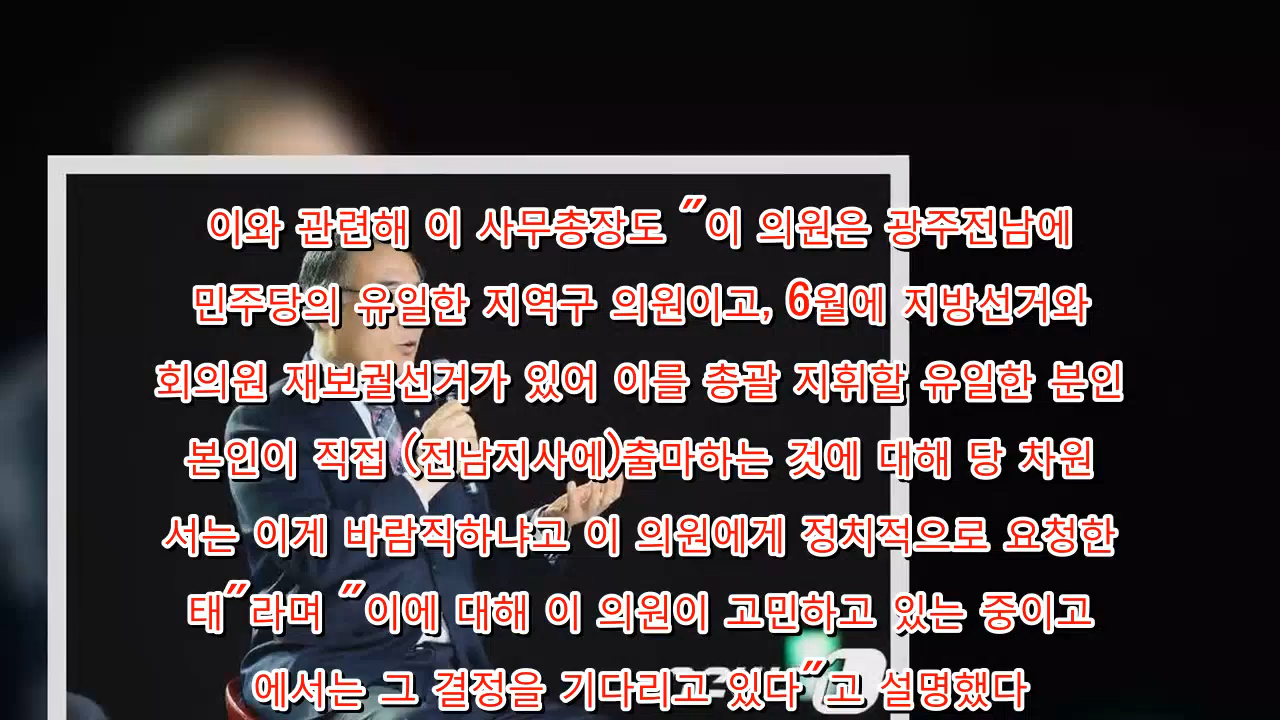 이와 관련해 이 사무총장도 "이 의원은 광주전남에
민주당의 유일한 지역구 의원이고, 6월에 지방선거와
회의원 재보궐선거가 있어 이를 총괄 지휘할 유일한 분인
본인이 직접 (전남지사에)출마하는 것에 대해 당 차원
서는 이게 바람직하냐고 이 의원에게 정치적으로 요청한
태"라며 "이에 대해 이 의원이 고민하고 있는 중이고
에서는 그 결정을 기다리고 있다"고 설명했다